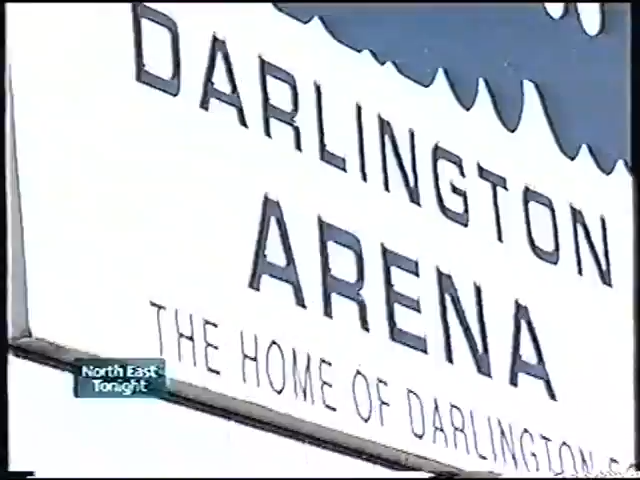 DARLINGTON
ARENA
THE HOME OF DARLINGTON
North East
Tonight